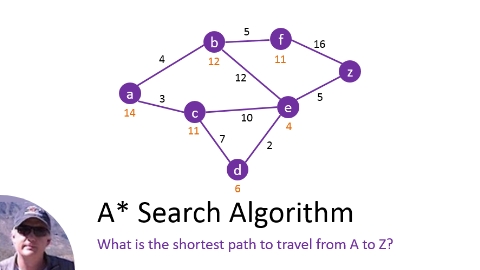 b 5 f 16
4 12 11 z
12
a 3 5
14 c 10 e
11 7 4
2
d
6
A* Search Algorithm
What is the shortest path to travel from A to Z?